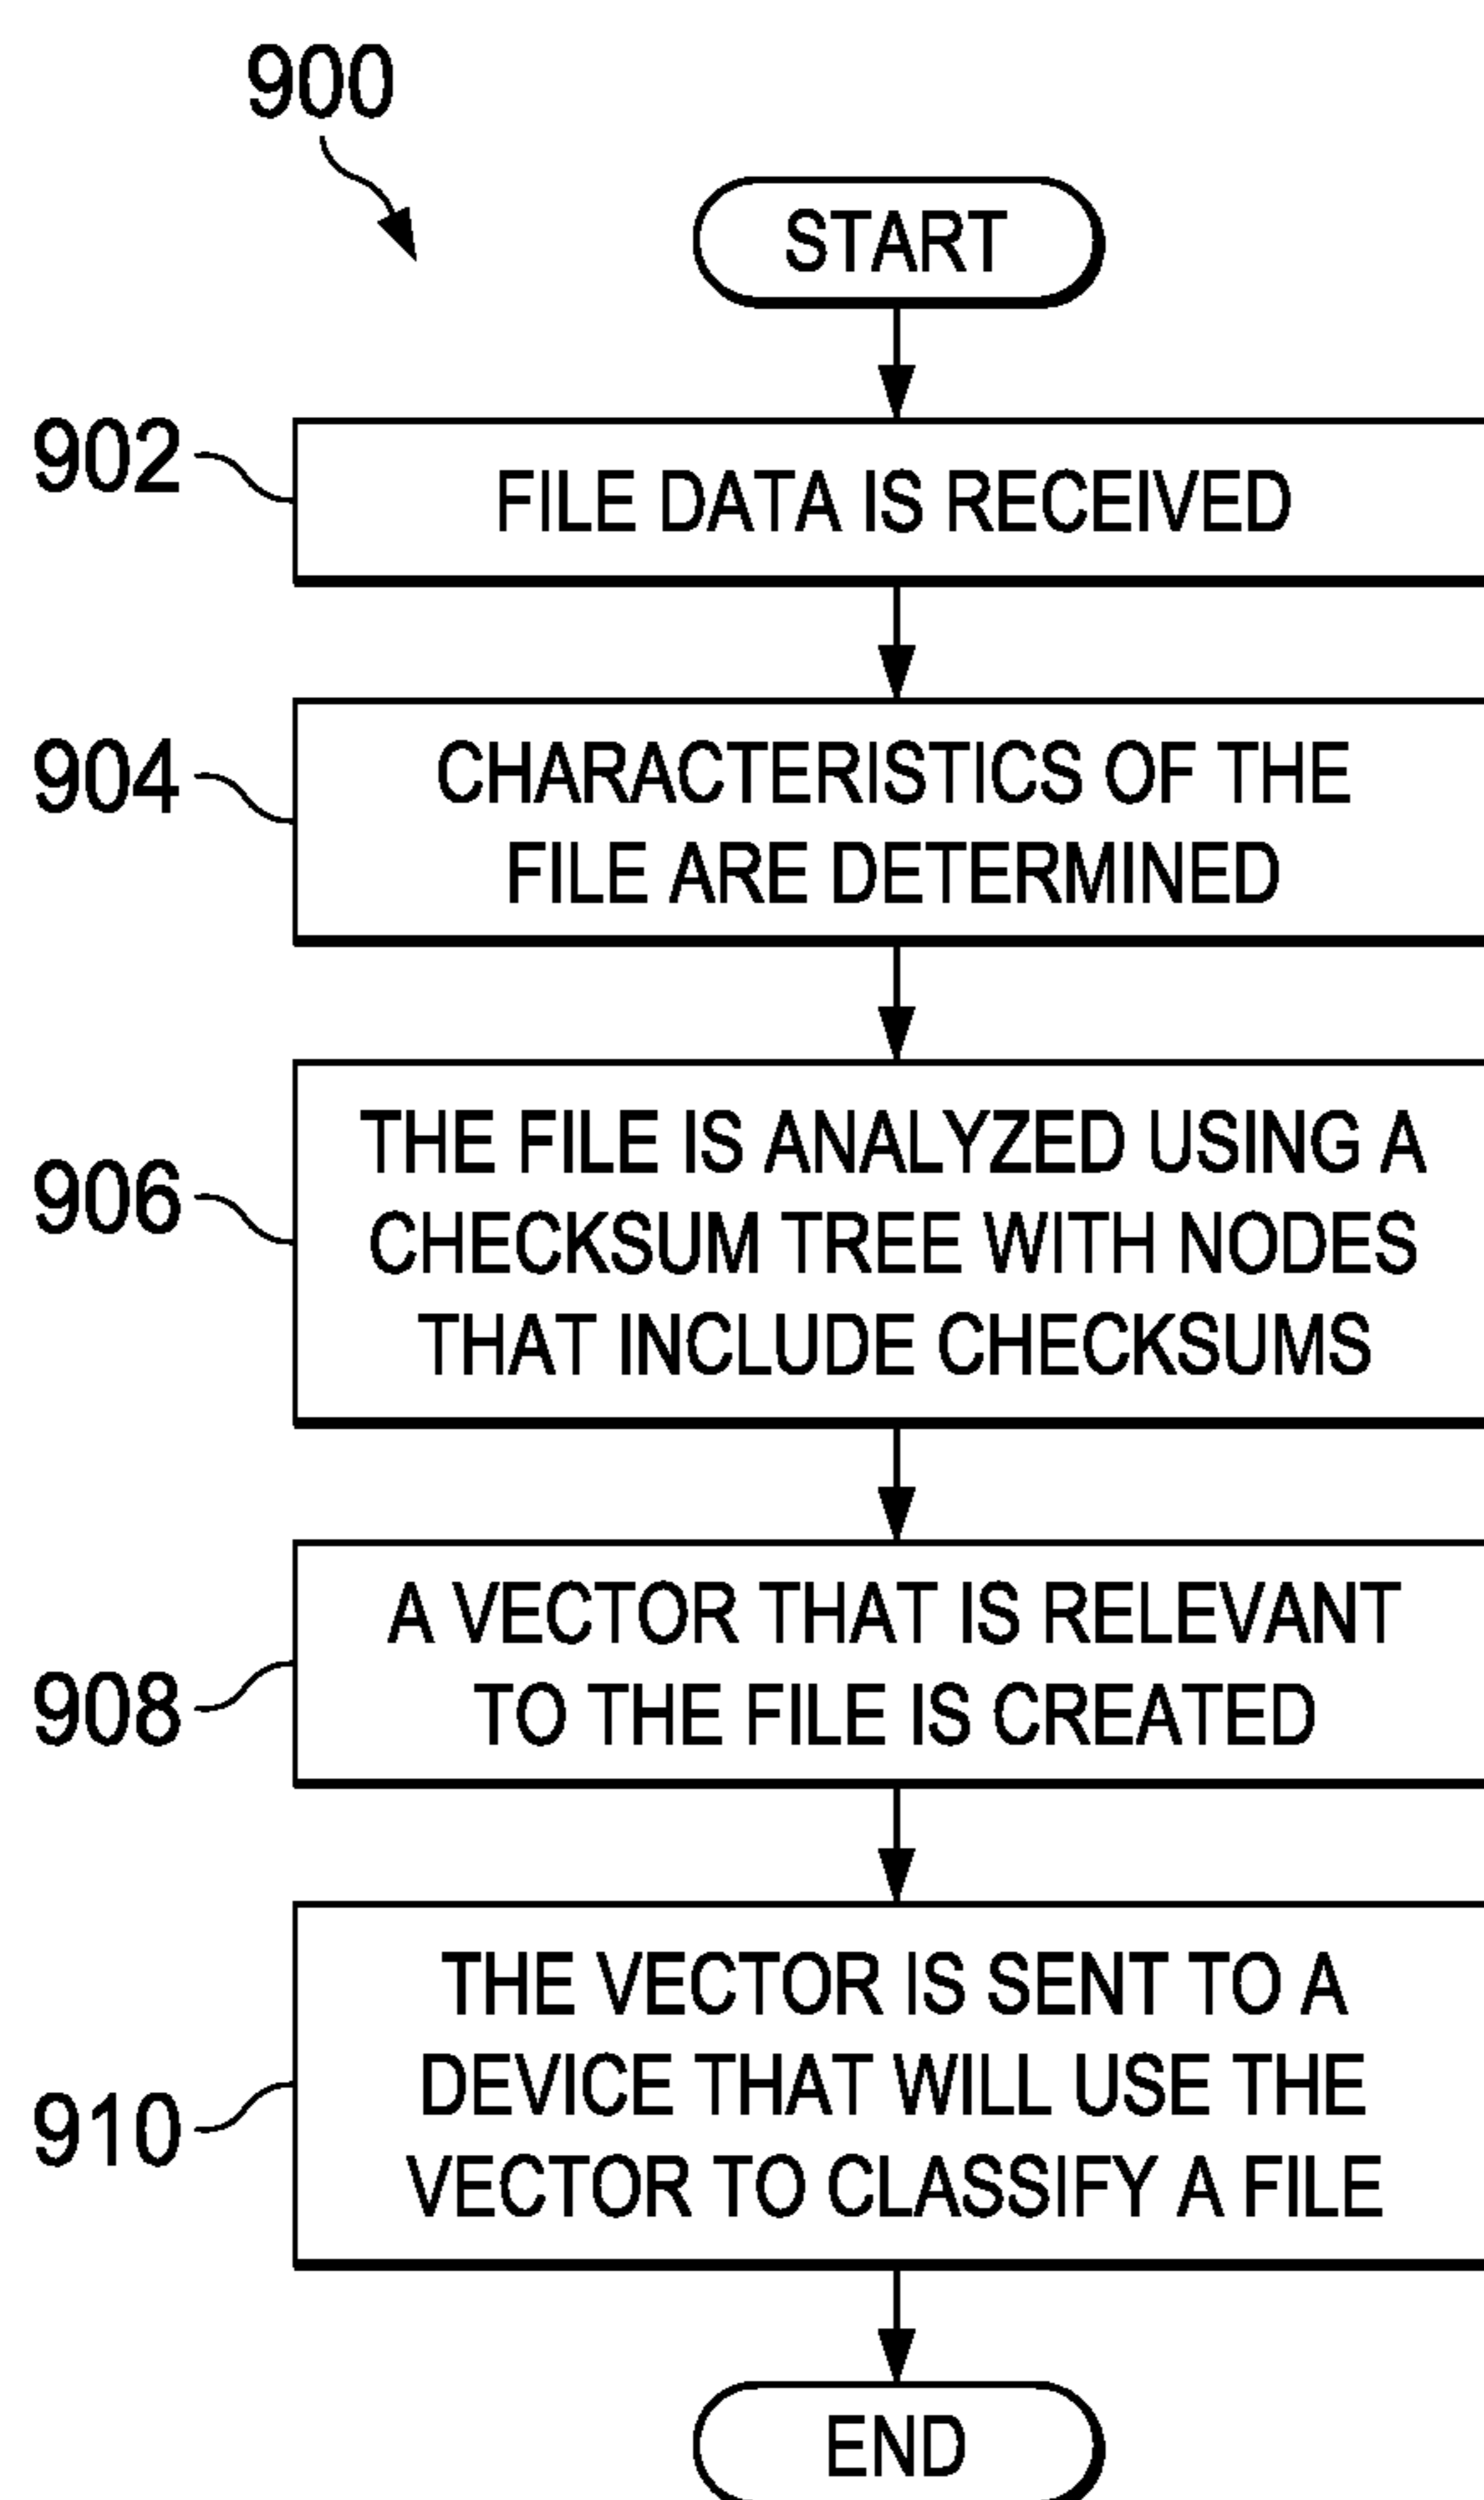 900
START
902
FILE DATA IS RECEIVED
904
CHARACTERISTICS OF THE
FILE ARE DETERMINED
906
THE FILE IS ANALYZED USING A
CHECKSUM TREE WITH NODES
THAT INCLUDE CHECKSUMS
908
A VECTOR THAT IS RELEVANT
TO THE FILE IS CREATED
910
THE VECTOR IS SENT TO A
DEVICE THAT WILL USE THE
VECTOR TO CLASSIFY A FILE
END